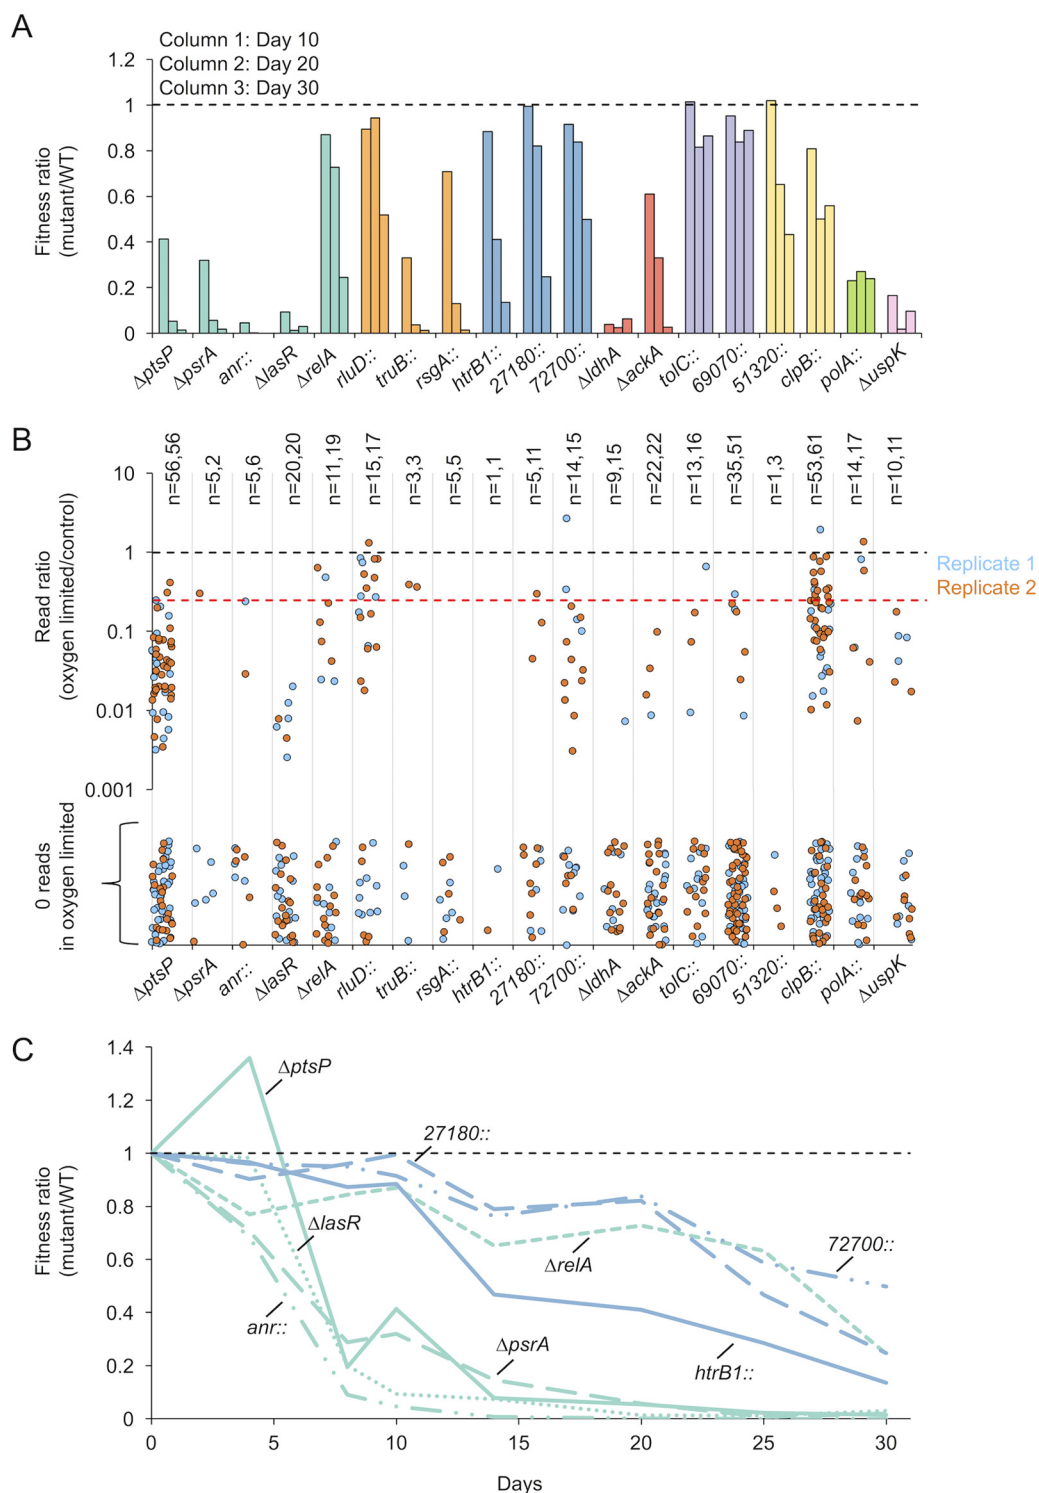 A
Column 1: Day 10
Column 2: Day 20
Column 3: Day 30
Fitness ratio
(mutant/WT)
1.2
1
0.8
0.6
0.4
0.2
0
ΔptsP
ΔpsrA
anr::
ΔlasR
ΔrelA
rluD::
truB::
rsgA::
htrB1::
27180::
72700::
ΔldhA
ΔackA
tolC::
69070::
51320::
clpB::
polA::
ΔuspK
B
n=56,56
n=5,2
n=5,6
n=20,20
n=11,19
n=15,17
n=3,3
n=5,5
n=1,1
n=5,11
n=14,15
n=9,15
n=22,22
n=13,16
n=35,51
n=1,3
n=53,61
n=14,17
n=10,11
Read ratio
(oxygen limited/control)
10
1
0.1
0.01
0.001
Replicate 1
Replicate 2
0 reads
in oxygen limited
ΔptsP
ΔpsrA
anr::
ΔlasR
ΔrelA
rluD::
truB::
rsgA::
htrB1::
27180::
72700::
ΔldhA
ΔackA
tolC::
69070::
51320::
clpB::
polA::
ΔuspK
C
Fitness ratio
(mutant/WT)
1.4
1.2
1
0.8
0.6
0.4
0.2
0
ΔptsP
27180::
ΔlasR
ΔrelA
72700::
anr::
ΔpsrA
htrB1::
0
5
10
15
20
25
30
Days